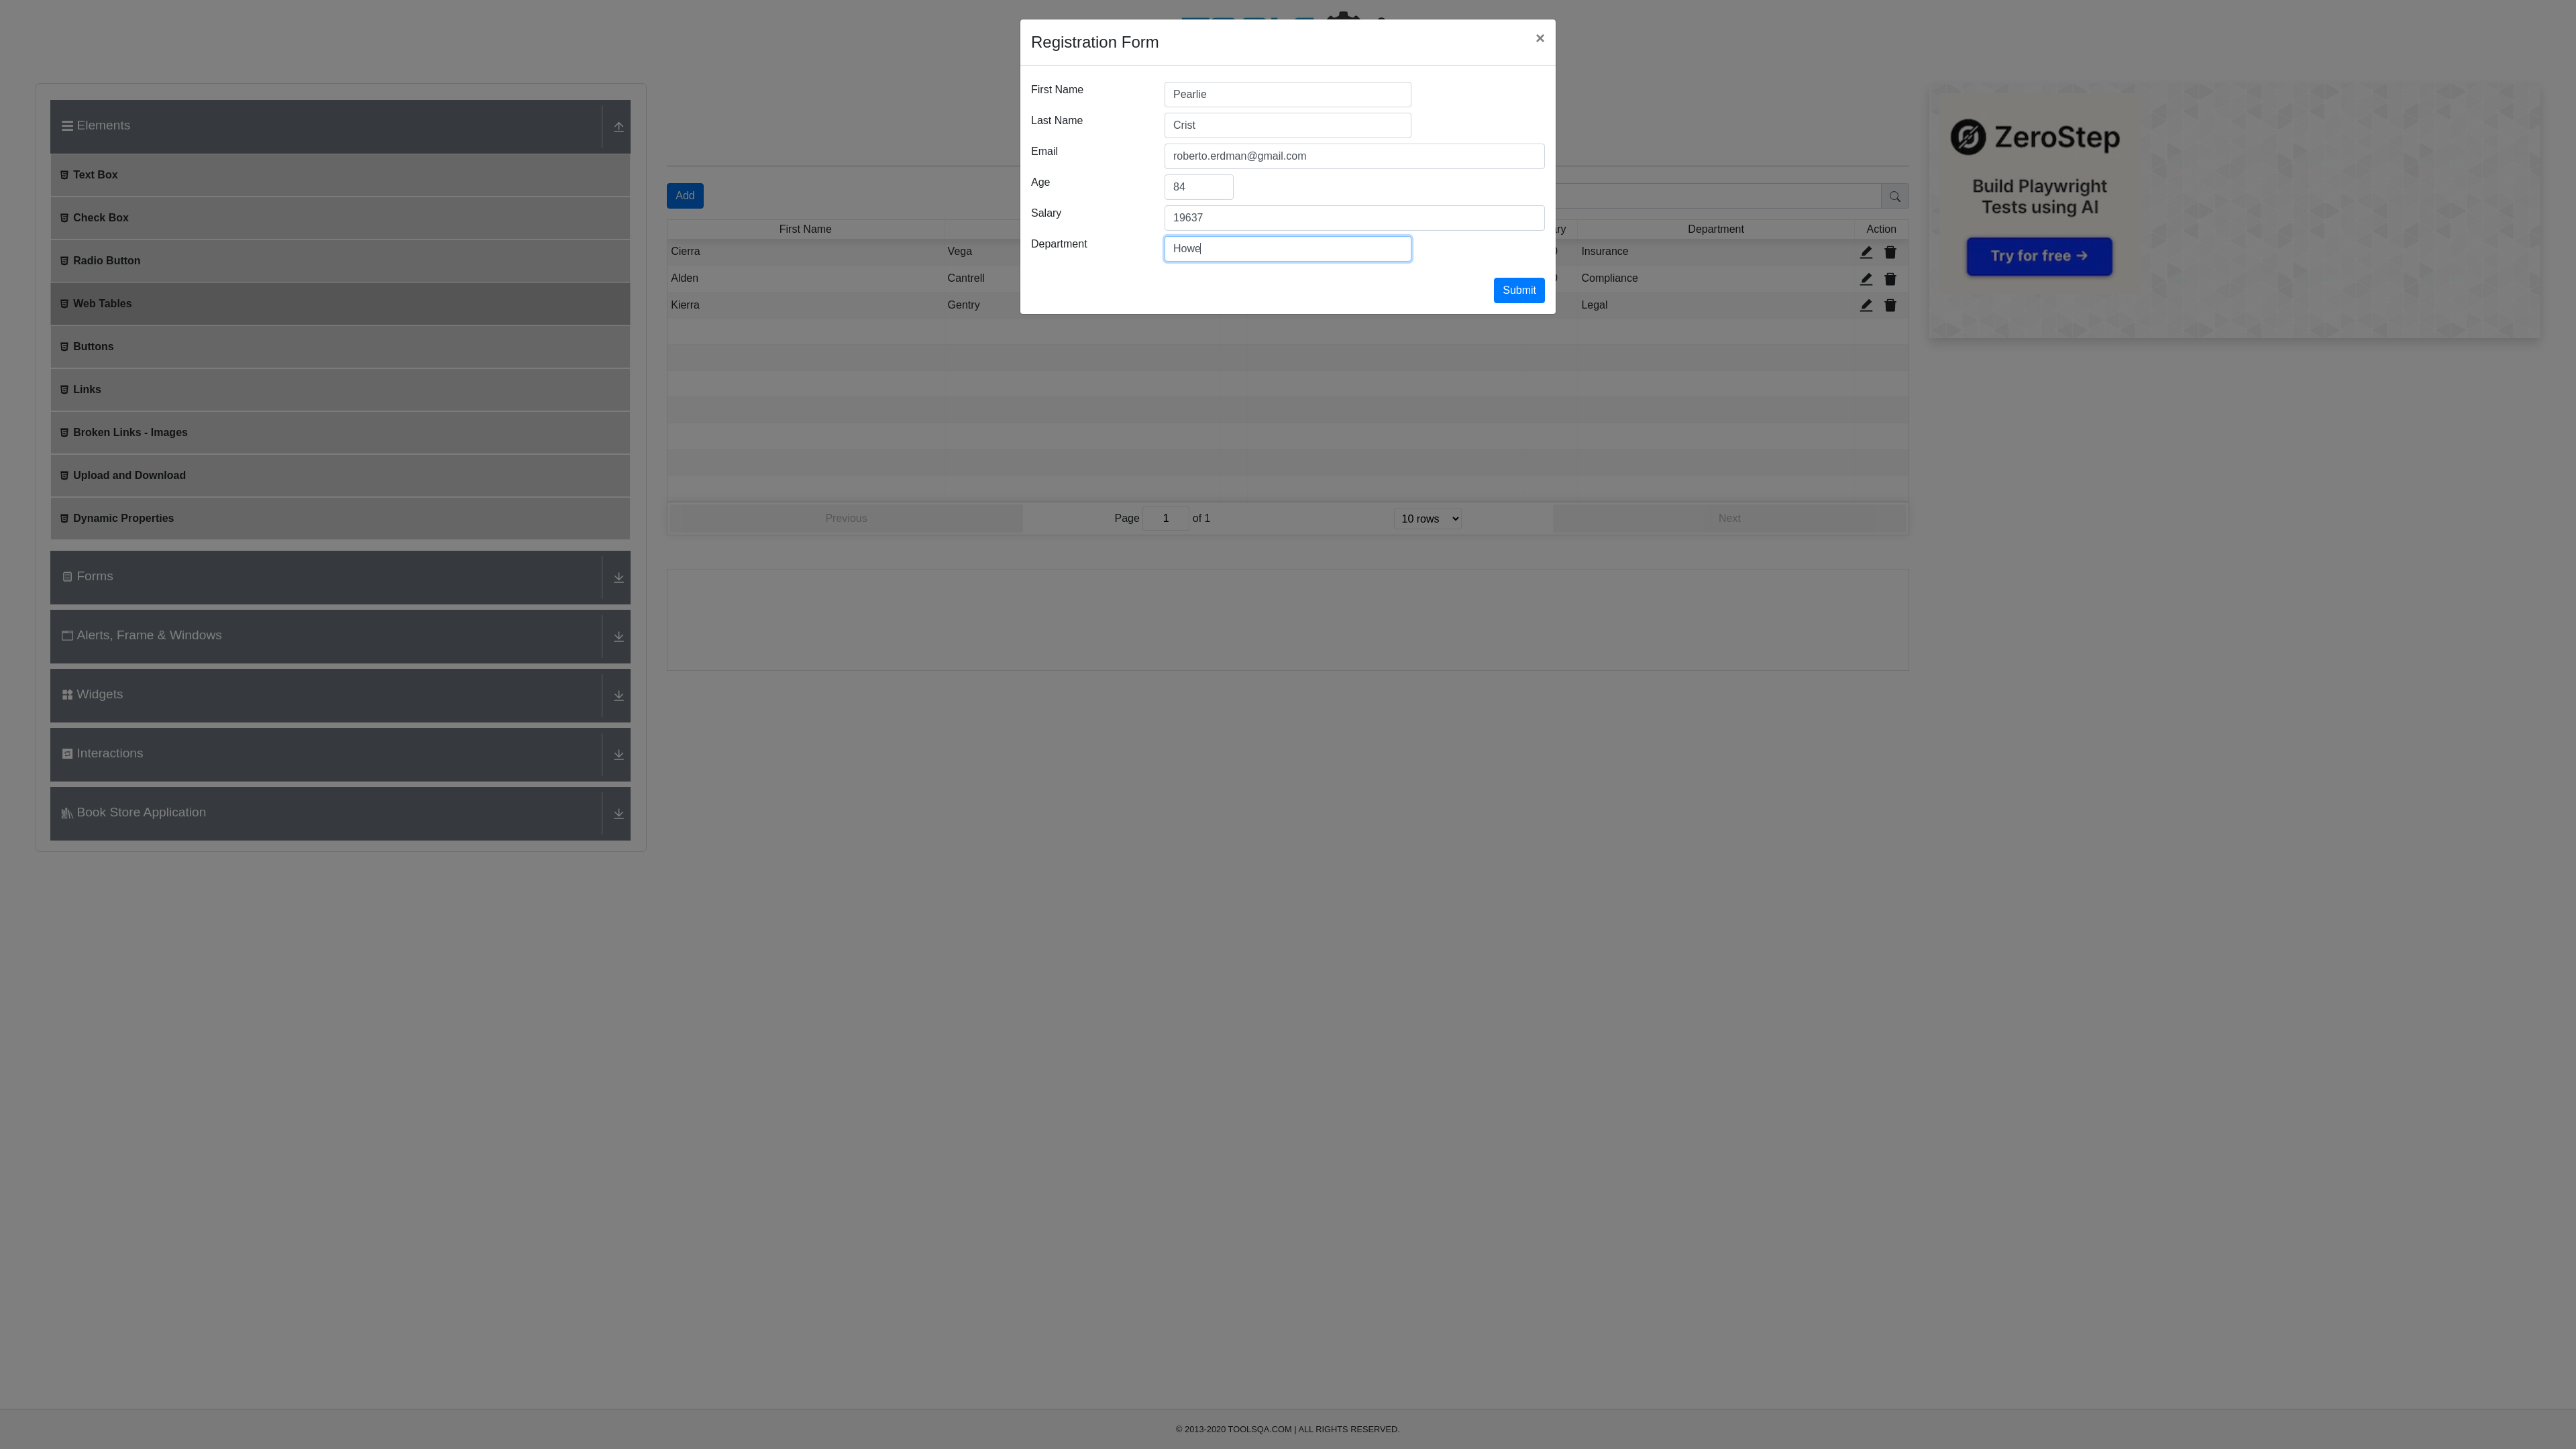 Registration Form ×
First Name Pearlie
Last Name Crist
Email roberto.erdman@gmail.com
Age 84
Salary 19637
Department Howe
Submit
Elements
Text Box
Check Box
Radio Button
Web Tables
Buttons
Links
Broken Links - Images
Upload and Download
Dynamic Properties
Forms
Alerts, Frame & Windows
Widgets
Interactions
Book Store Application
Add
First Name Department Action
Cierra Vega Insurance
Alden Cantrell Compliance
Kierra Gentry Legal
Previous Page 1 of 1 10 rows Next
ZeroStep
Build Playwright
Tests using AI
Try for free →
© 2013-2020 TOOLSQA.COM | ALL RIGHTS RESERVED.